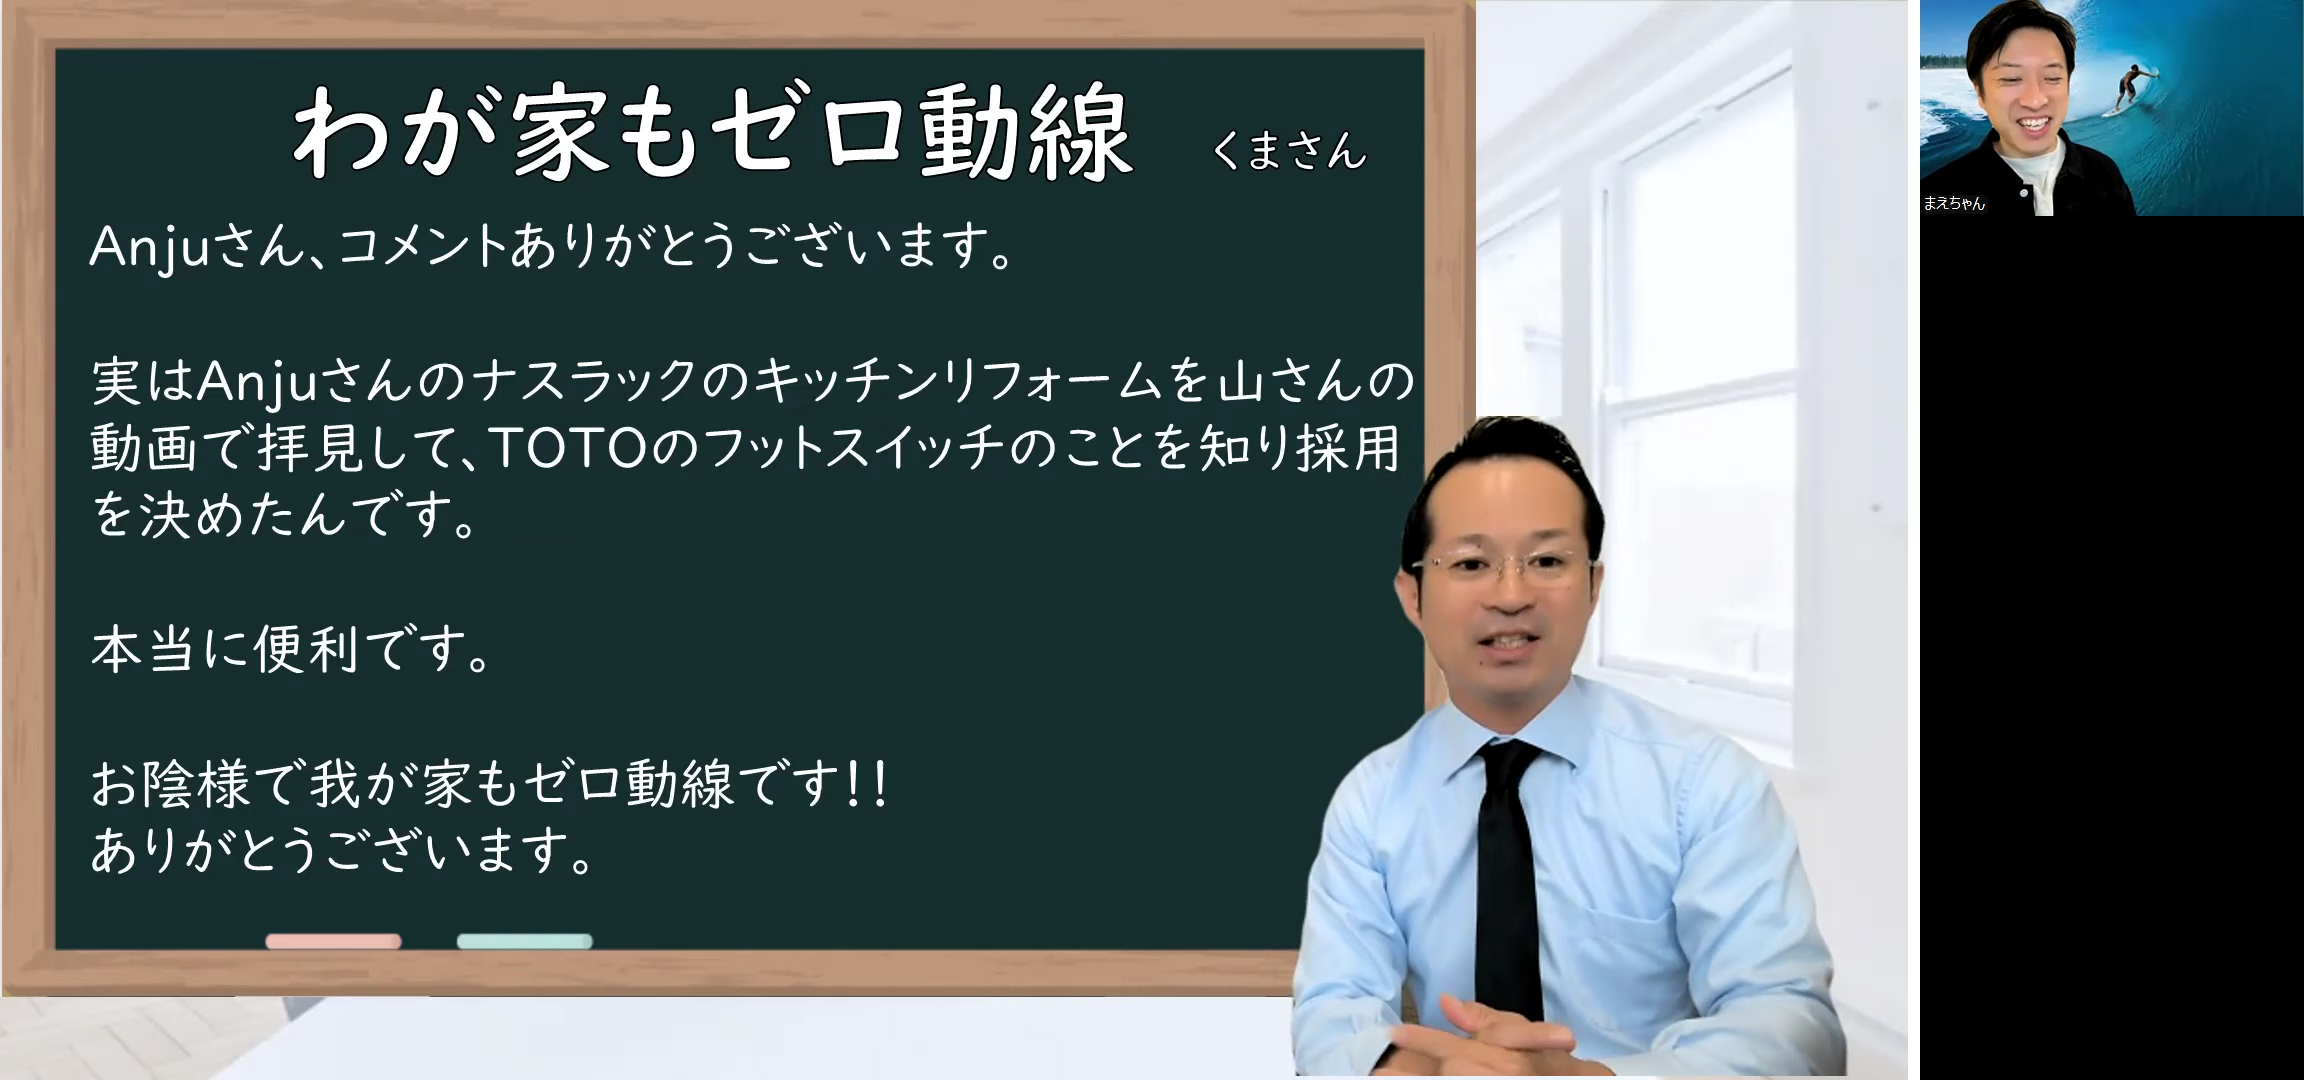 わが家もゼロ動線 くまさん
Anjuさん、コメントありがとうございます。
実はAnjuさんのナスラックのキッチンリフォームを山さんの
動画で拝見して、TOTOのフットスイッチのことを知り採用
を決めたんです。
本当に便利です。
お陰様で我が家もゼロ動線です!!
ありがとうございます。
まえちゃん